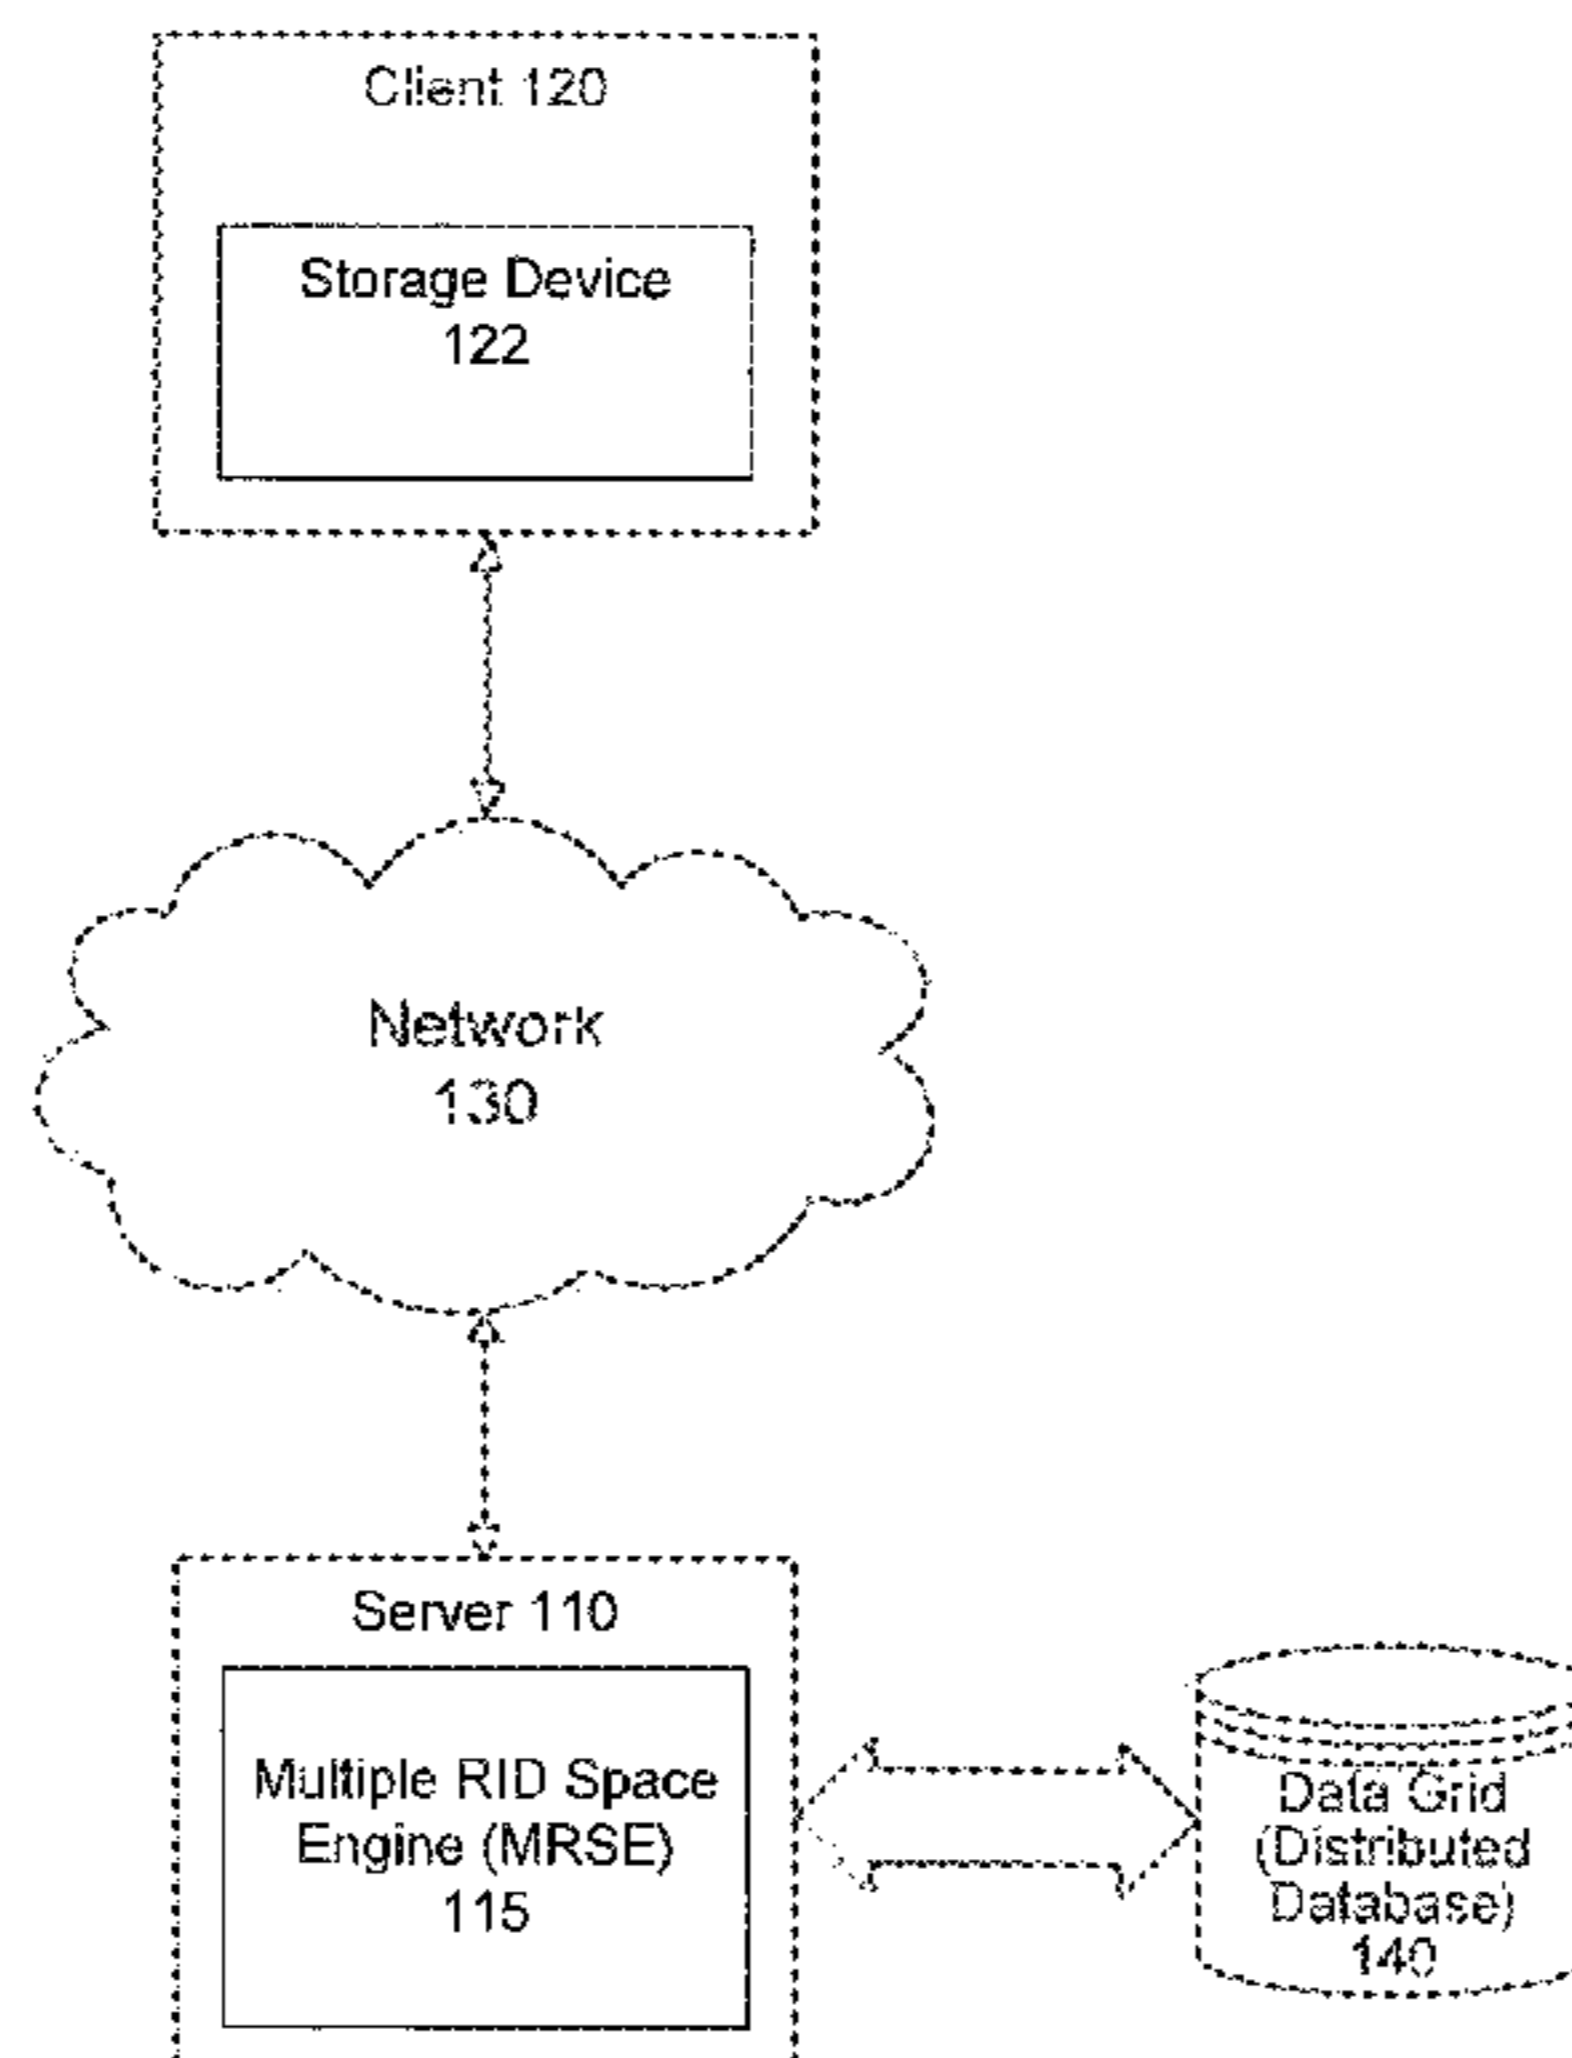 Client 120
Storage Device
122
Network
130
Server 110
Multiple RID Space
Engine (MRSE)
115
Data Grid
(Distributed
Database)
140